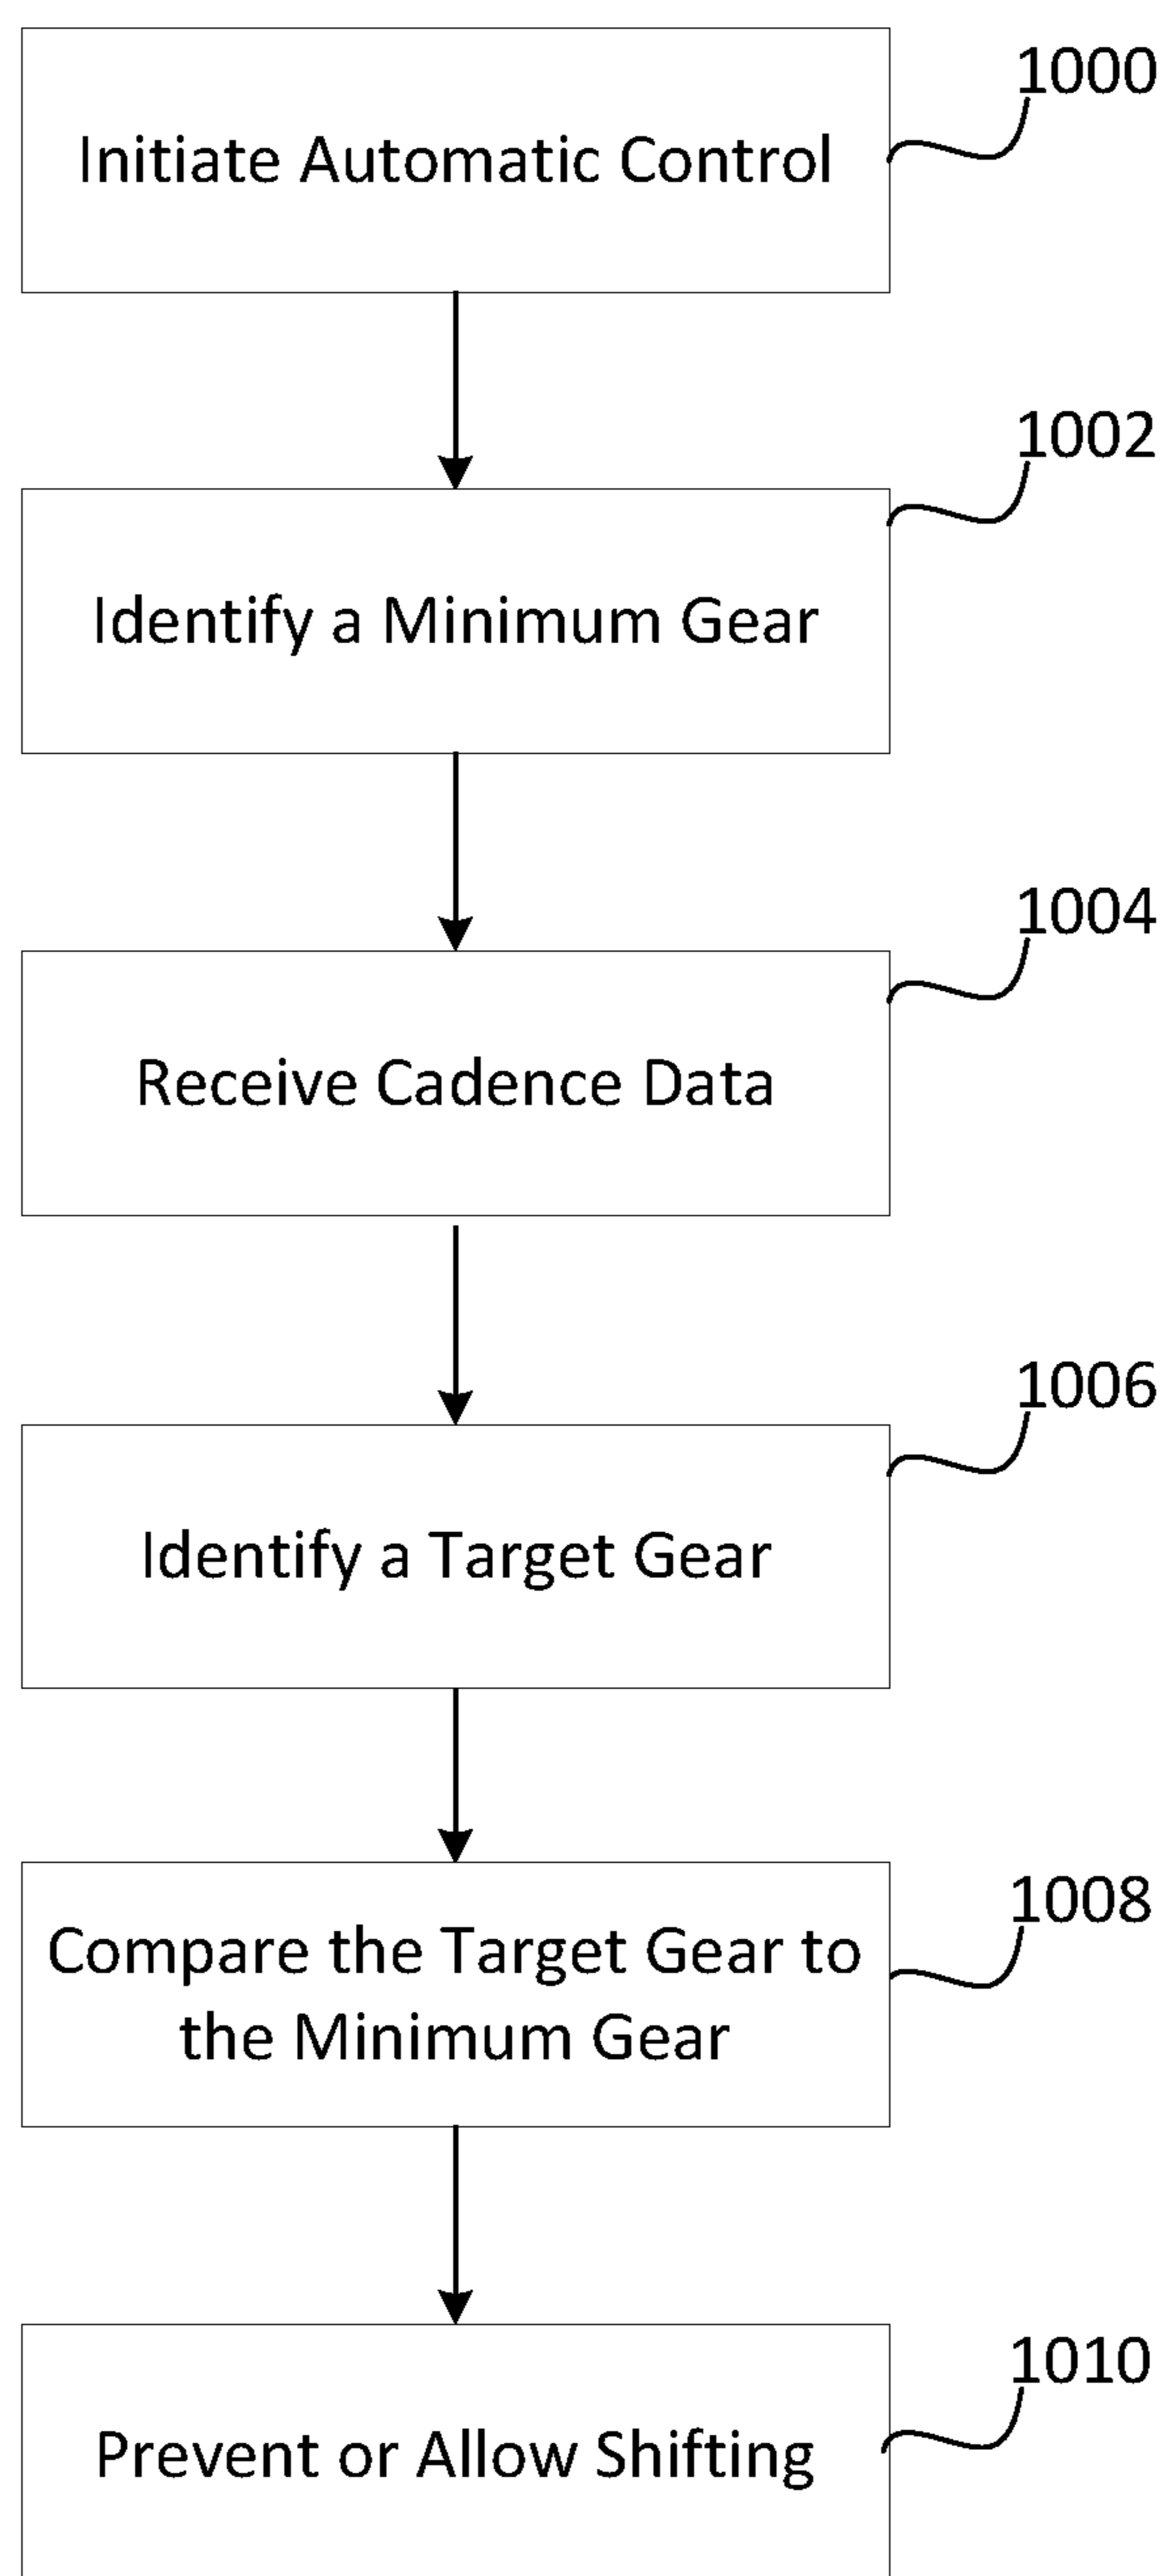 1000
Initiate Automatic Control
1002
Identify a Minimum Gear
1004
Receive Cadence Data
1006
Identify a Target Gear
1008
Compare the Target Gear to
the Minimum Gear
1010
Prevent or Allow Shifting